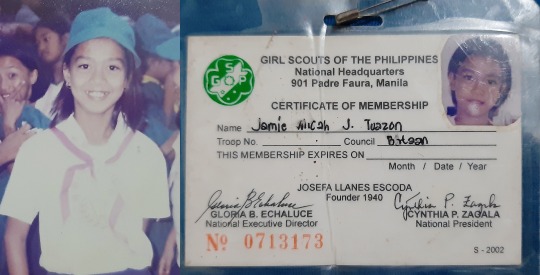 GIRL SCOUTS OF THE PHILIPPINES
National Headquarters
901 Padre Faura, Manila
GSOP
CERTIFICATE OF MEMBERSHIP
Name Jamie Micah J. Tuazon
Troop No. Council Bataan
THIS MEMBERSHIP EXPIRES ON
Month / Date / Year
JOSEFA LLANES ESCODA
Founder 1940
GLORIA B. ECHALUCE
National Executive Director
CYNTHIA P. ZAGALA
National President
Nº 0713173
S - 2002